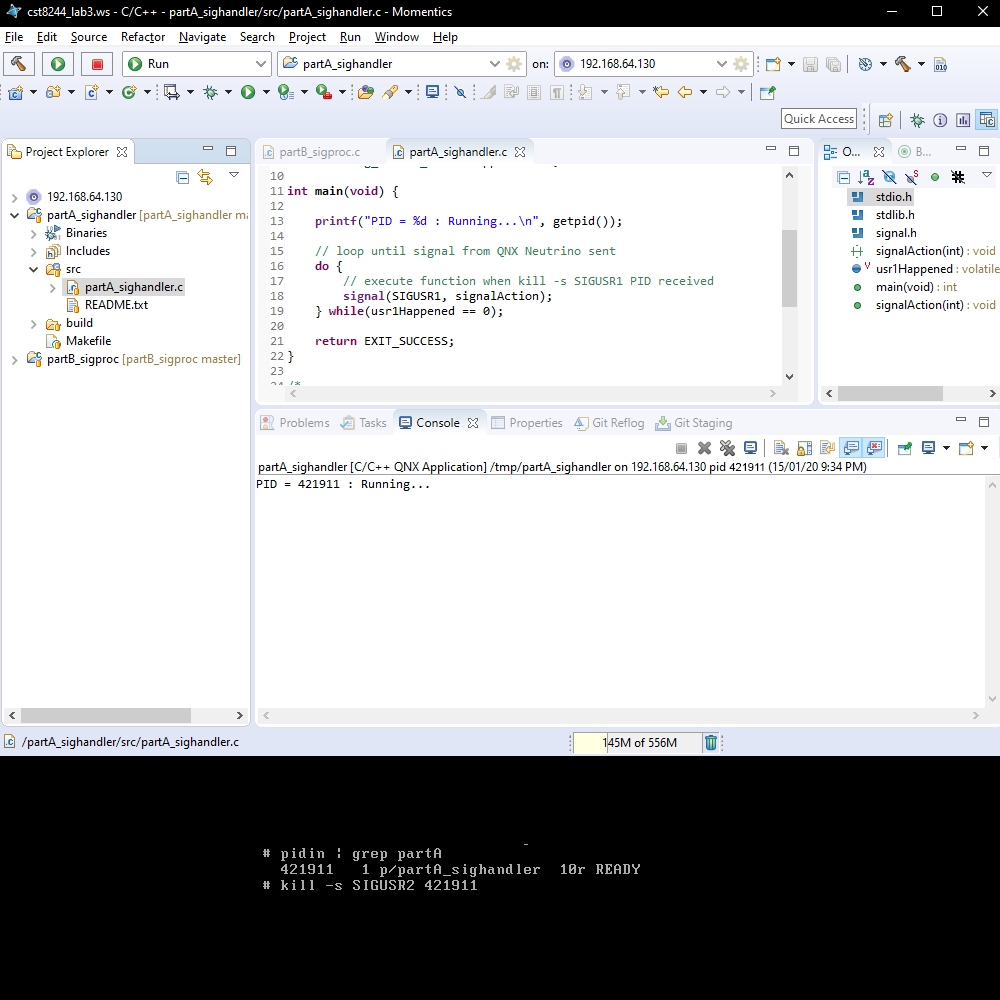 cst8244_lab3.ws - C/C++ - partA_sighandler/src/partA_sighandler.c - Momentics
File Edit Source Refactor Navigate Search Project Run Window Help
Run partA_sighandler on: 192.168.64.130
Quick Access
Project Explorer
192.168.64.130
partA_sighandler [partA_sighandler ma
Binaries
Includes
src
partA_sighandler.c
README.txt
build
Makefile
partB_sigproc [partB_sigproc master]
partB_sigproc.c partA_sighandler.c
10
11 int main(void) {
12
13 printf("PID = %d : Running...\n", getpid());
14
15 // loop until signal from QNX Neutrino sent
16 do {
17 // execute function when kill -s SIGUSR1 PID received
18 signal(SIGUSR1, signalAction);
19 } while(usr1Happened == 0);
20
21 return EXIT_SUCCESS;
22 }
23
24 /*
O... B...
stdio.h
stdlib.h
signal.h
signalAction(int) : void
usr1Happened : volatile
main(void) : int
signalAction(int) : void
Problems Tasks Console Properties Git Reflog Git Staging
partA_sighandler [C/C++ QNX Application] /tmp/partA_sighandler on 192.168.64.130 pid 421911 (15/01/20 9:34 PM)
PID = 421911 : Running...
/partA_sighandler/src/partA_sighandler.c
145M of 556M
# pidin ¦ grep partA
421911 1 p/partA_sighandler 10r READY
# kill -s SIGUSR2 421911